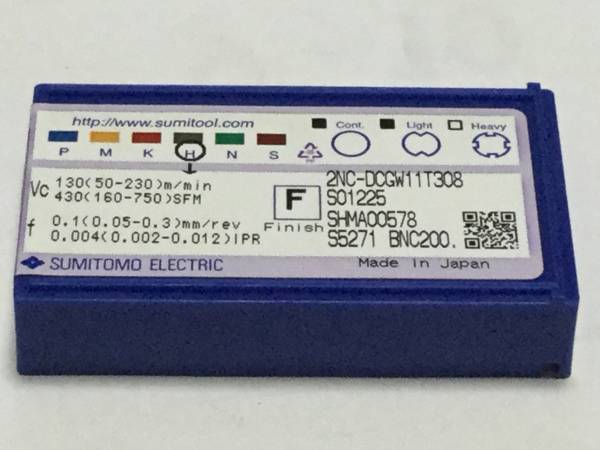 http://www.sumitool.com
Cont. Light Heavy
P M K H N S
Vc 130(50-230)m/min
430(160-750)SFM
f 0.1(0.05-0.3)mm/rev
0.004(0.002-0.012)IPR
F
Finish
2NC-DCGW11T308
S01225
SHMA00578
S5271 BNC200.
SUMITOMO ELECTRIC
Made In Japan